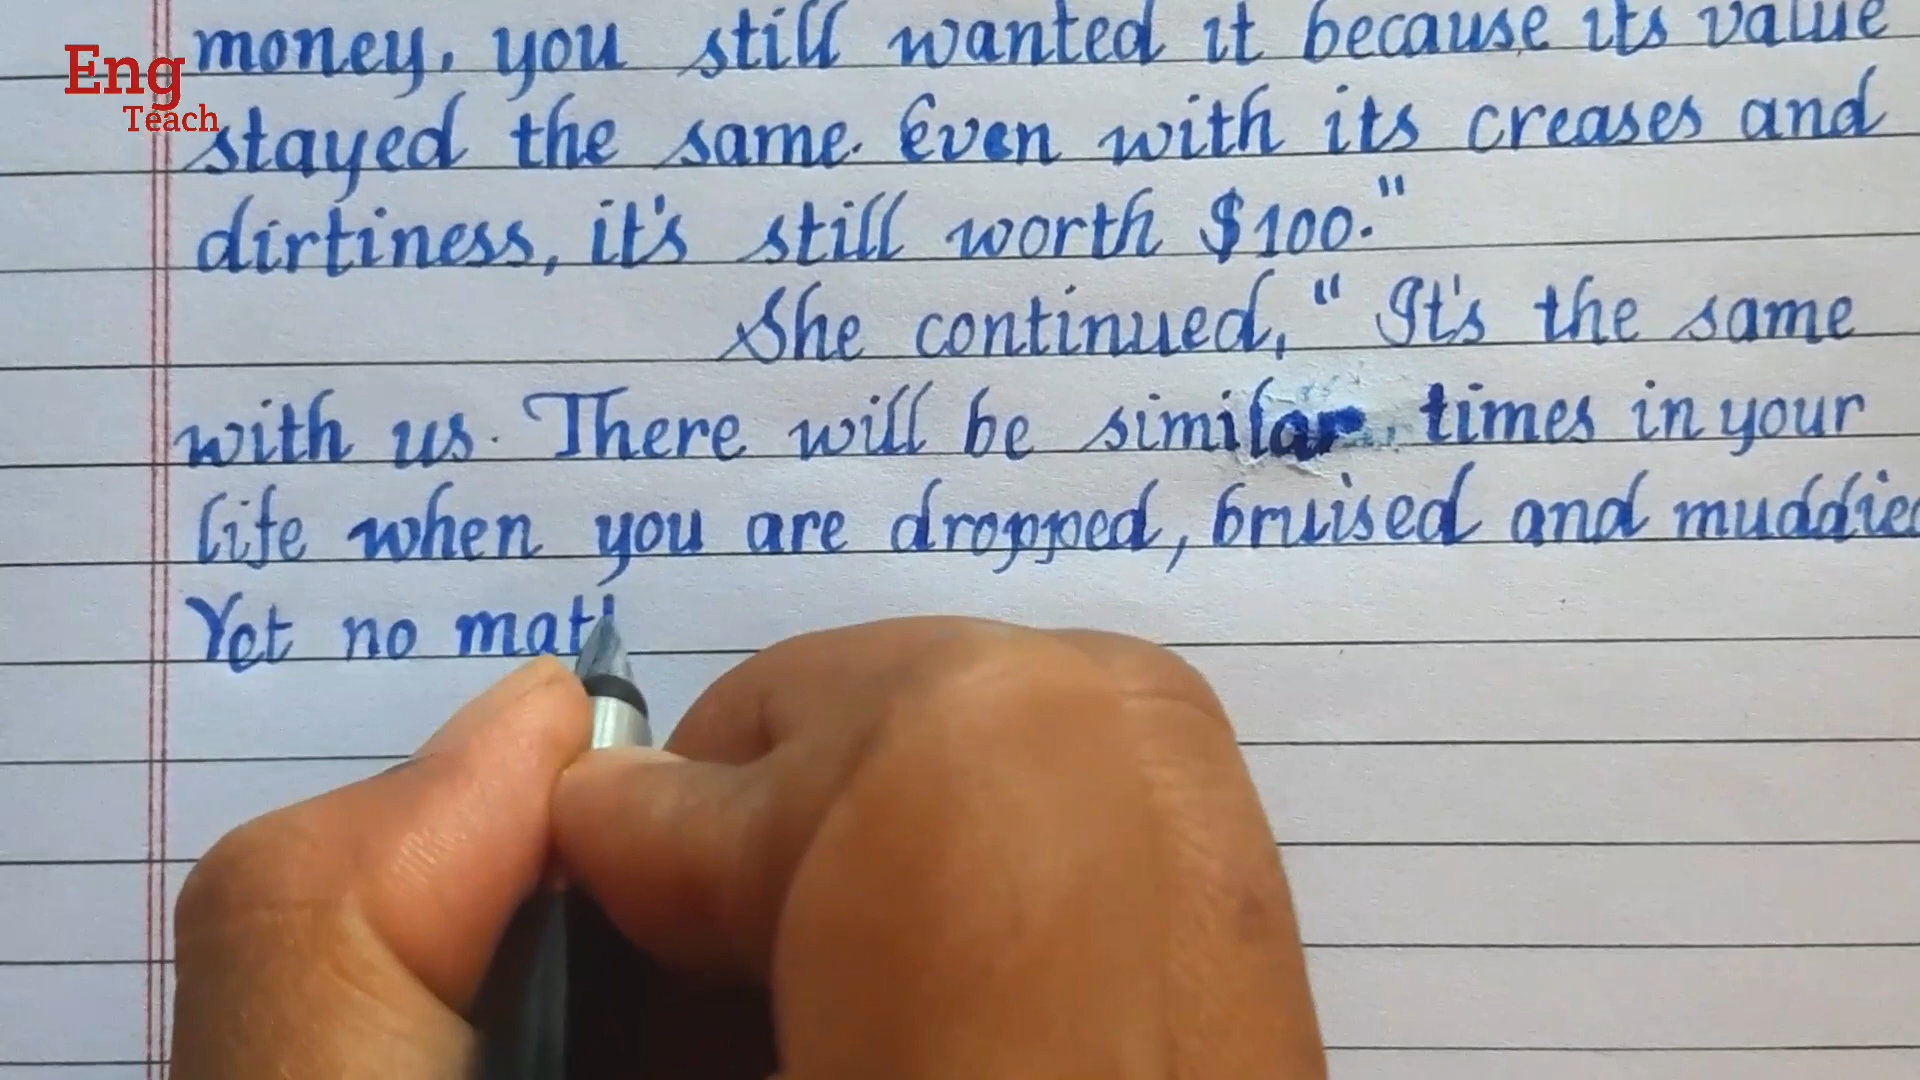 Eng
Teach
money, you still wanted it because its value
stayed the same. Even with its creases and
dirtiness, it's still worth $100."
She continued, " It's the same
with us. There will be similar times in your
life when you are dropped, bruised and muddied
Yet no mat